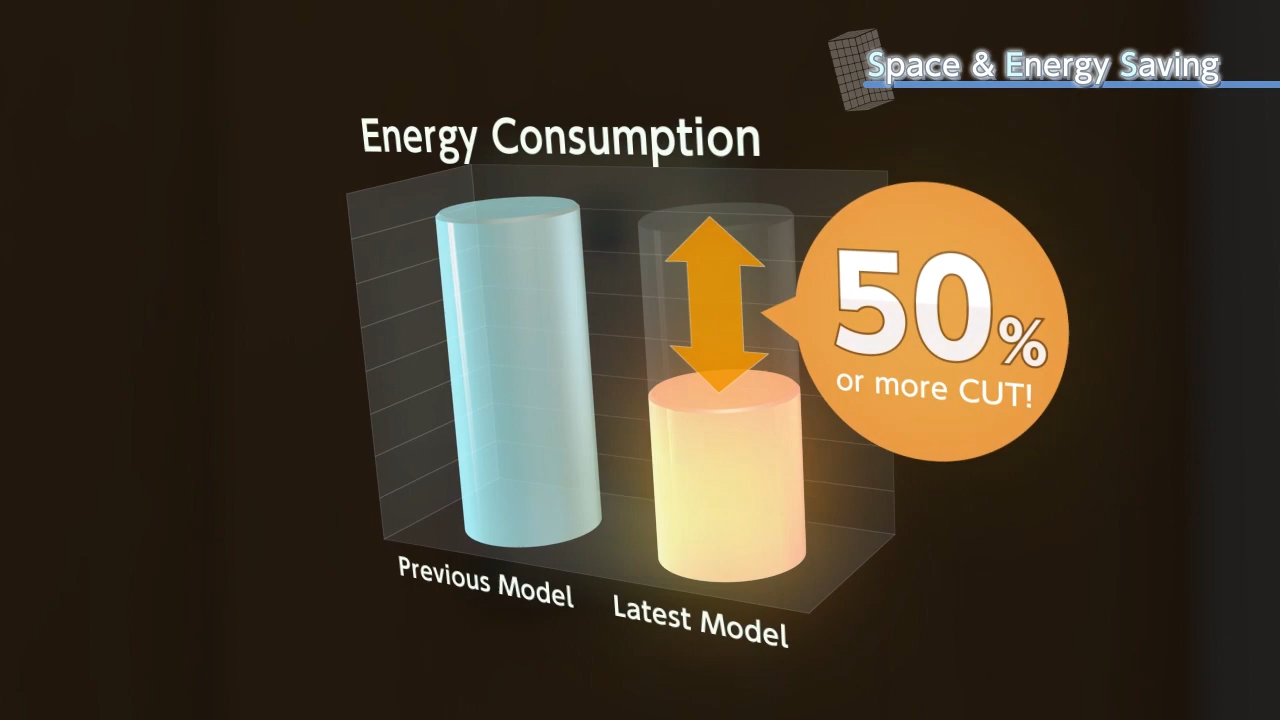 Space & Energy Saving
Energy Consumption
50%
or more CUT!
Previous Model
Latest Model